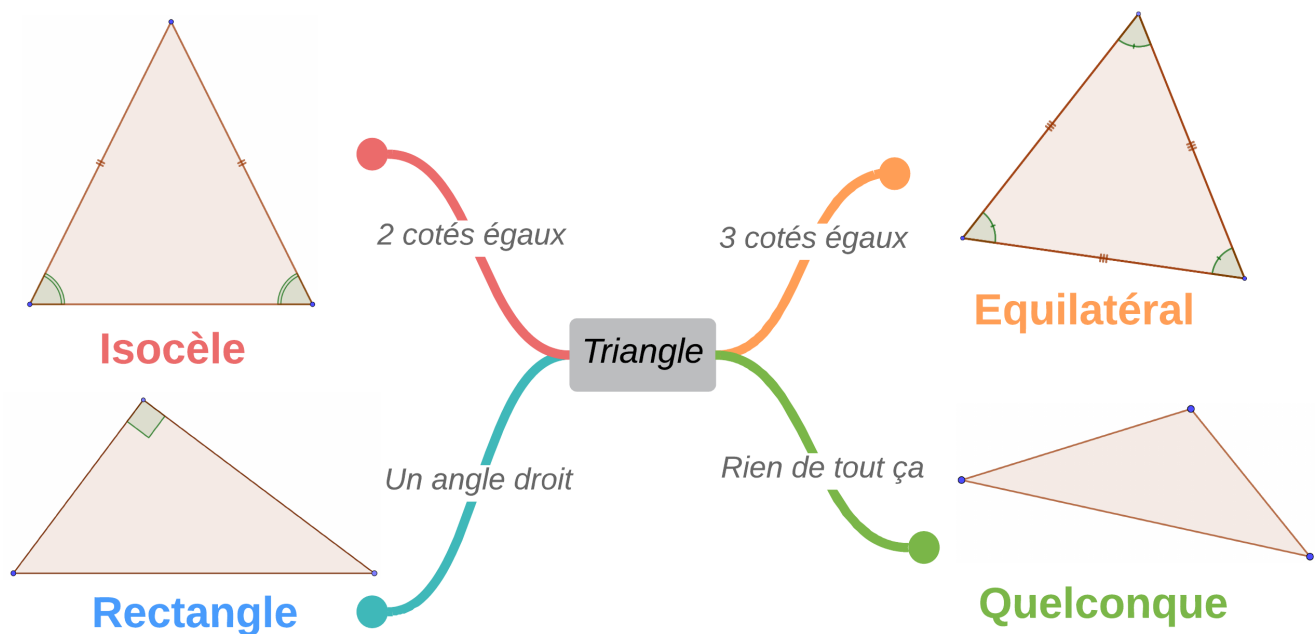 2 cotés égaux
3 cotés égaux
Equilatéral
Isocèle
Triangle
Un angle droit
Rien de tout ça
Rectangle
Quelconque